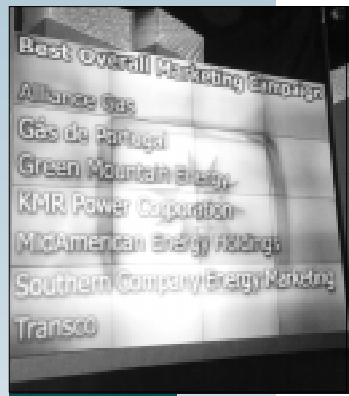 Best Overall Marketing Campaign
Alliance Gas
Gás de Portugal
Green Mountain Energy
KMR Power Corporation
MidAmerican Energy Holdings
Southern Company Energy Marketing
Transco